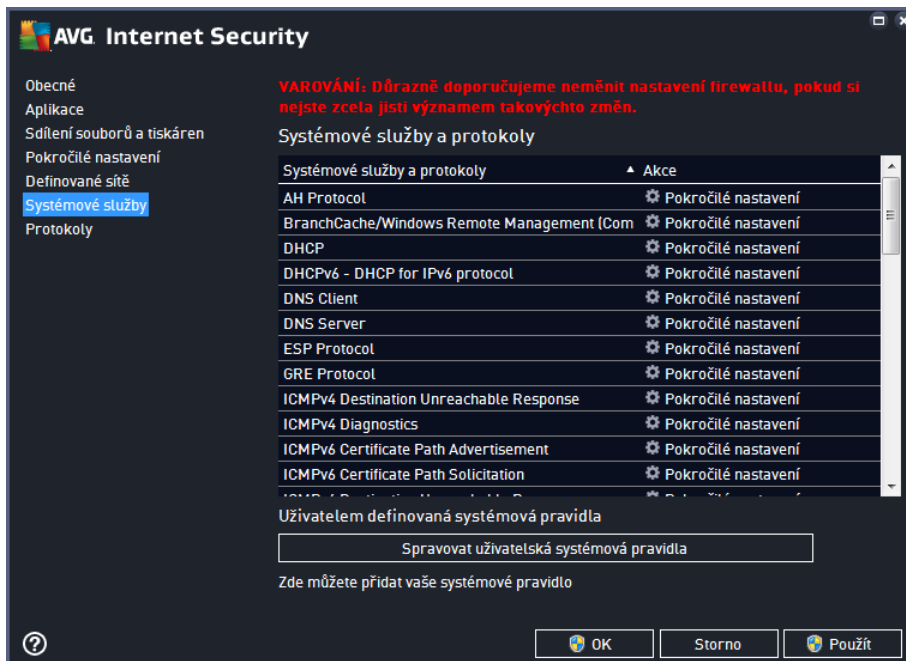 AVG Internet Security
Obecné
Aplikace
Sdílení souborů a tiskáren
Pokročilé nastavení
Definované sítě
Systémové služby
Protokoly
VAROVÁNÍ: Důrazně doporučujeme neměnit nastavení firewallu, pokud si
nejste zcela jisti významem takovýchto změn.
Systémové služby a protokoly
Systémové služby a protokoly Akce
AH Protocol Pokročilé nastavení
BranchCache/Windows Remote Management (Com Pokročilé nastavení
DHCP Pokročilé nastavení
DHCPv6 - DHCP for IPv6 protocol Pokročilé nastavení
DNS Client Pokročilé nastavení
DNS Server Pokročilé nastavení
ESP Protocol Pokročilé nastavení
GRE Protocol Pokročilé nastavení
ICMPv4 Destination Unreachable Response Pokročilé nastavení
ICMPv4 Diagnostics Pokročilé nastavení
ICMPv6 Certificate Path Advertisement Pokročilé nastavení
ICMPv6 Certificate Path Solicitation Pokročilé nastavení
Uživatelem definovaná systémová pravidla
Spravovat uživatelská systémová pravidla
Zde můžete přidat vaše systémové pravidlo
OK Storno Použít